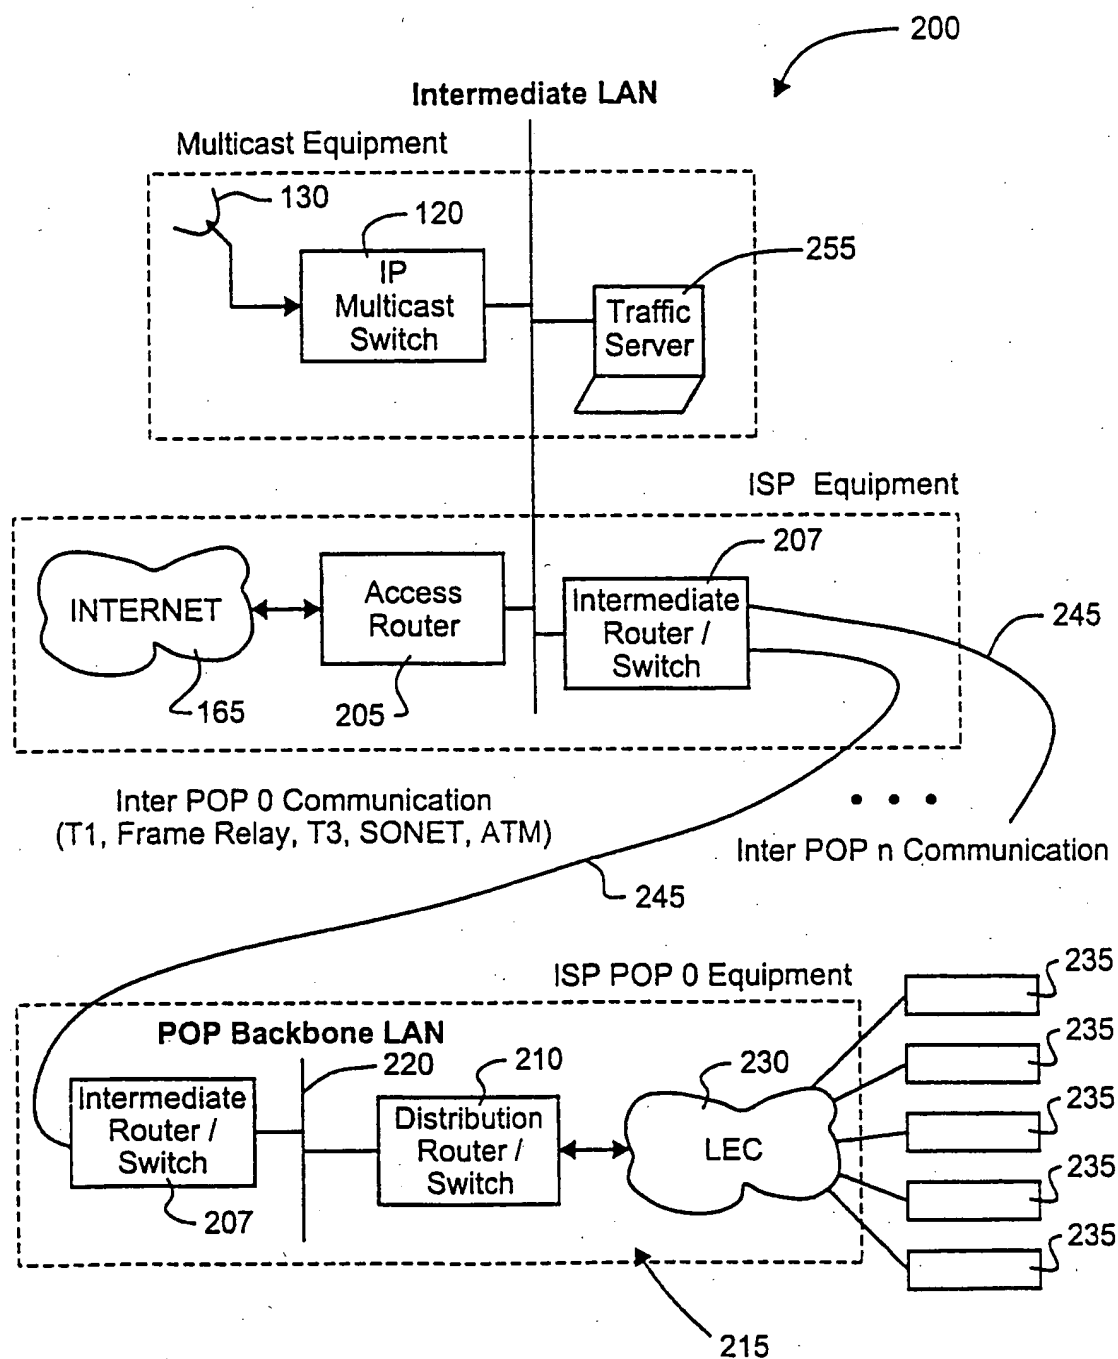 200
Intermediate LAN
Multicast Equipment
130
120
255
IP
Multicast
Switch
Traffic
Server
ISP Equipment
207
INTERNET
Access
Router
Intermediate
Router /
Switch
245
165
205
Inter POP 0 Communication
(T1, Frame Relay, T3, SONET, ATM)
Inter POP n Communication
245
ISP POP 0 Equipment
235
POP Backbone LAN
220
210
230
235
Intermediate
Router /
Switch
Distribution
Router /
Switch
LEC
235
235
207
235
215